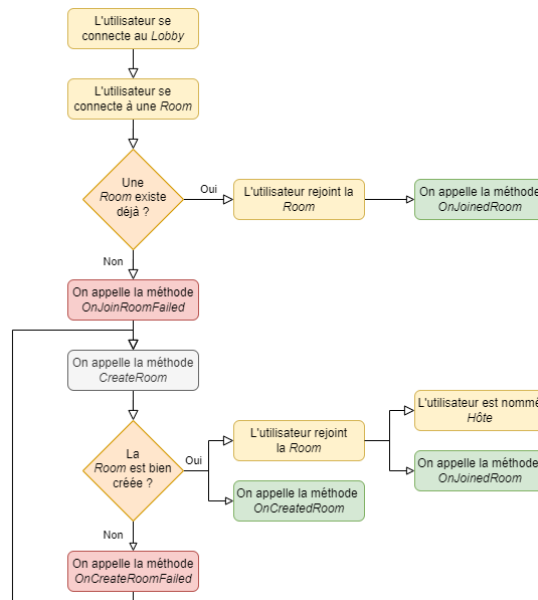 L'utilisateur se
connecte au Lobby
L'utilisateur se
connecte à une Room
Une
Room existe
déjà ?
Oui
L'utilisateur rejoint la
Room
On appelle la méthode
OnJoinedRoom
Non
On appelle la méthode
OnJoinRoomFailed
On appelle la méthode
CreateRoom
La
Room est bien
créée ?
Oui
L'utilisateur rejoint
la Room
L'utilisateur est nommé
Hôte
On appelle la méthode
OnJoinedRoom
On appelle la méthode
OnCreatedRoom
Non
On appelle la méthode
OnCreateRoomFailed